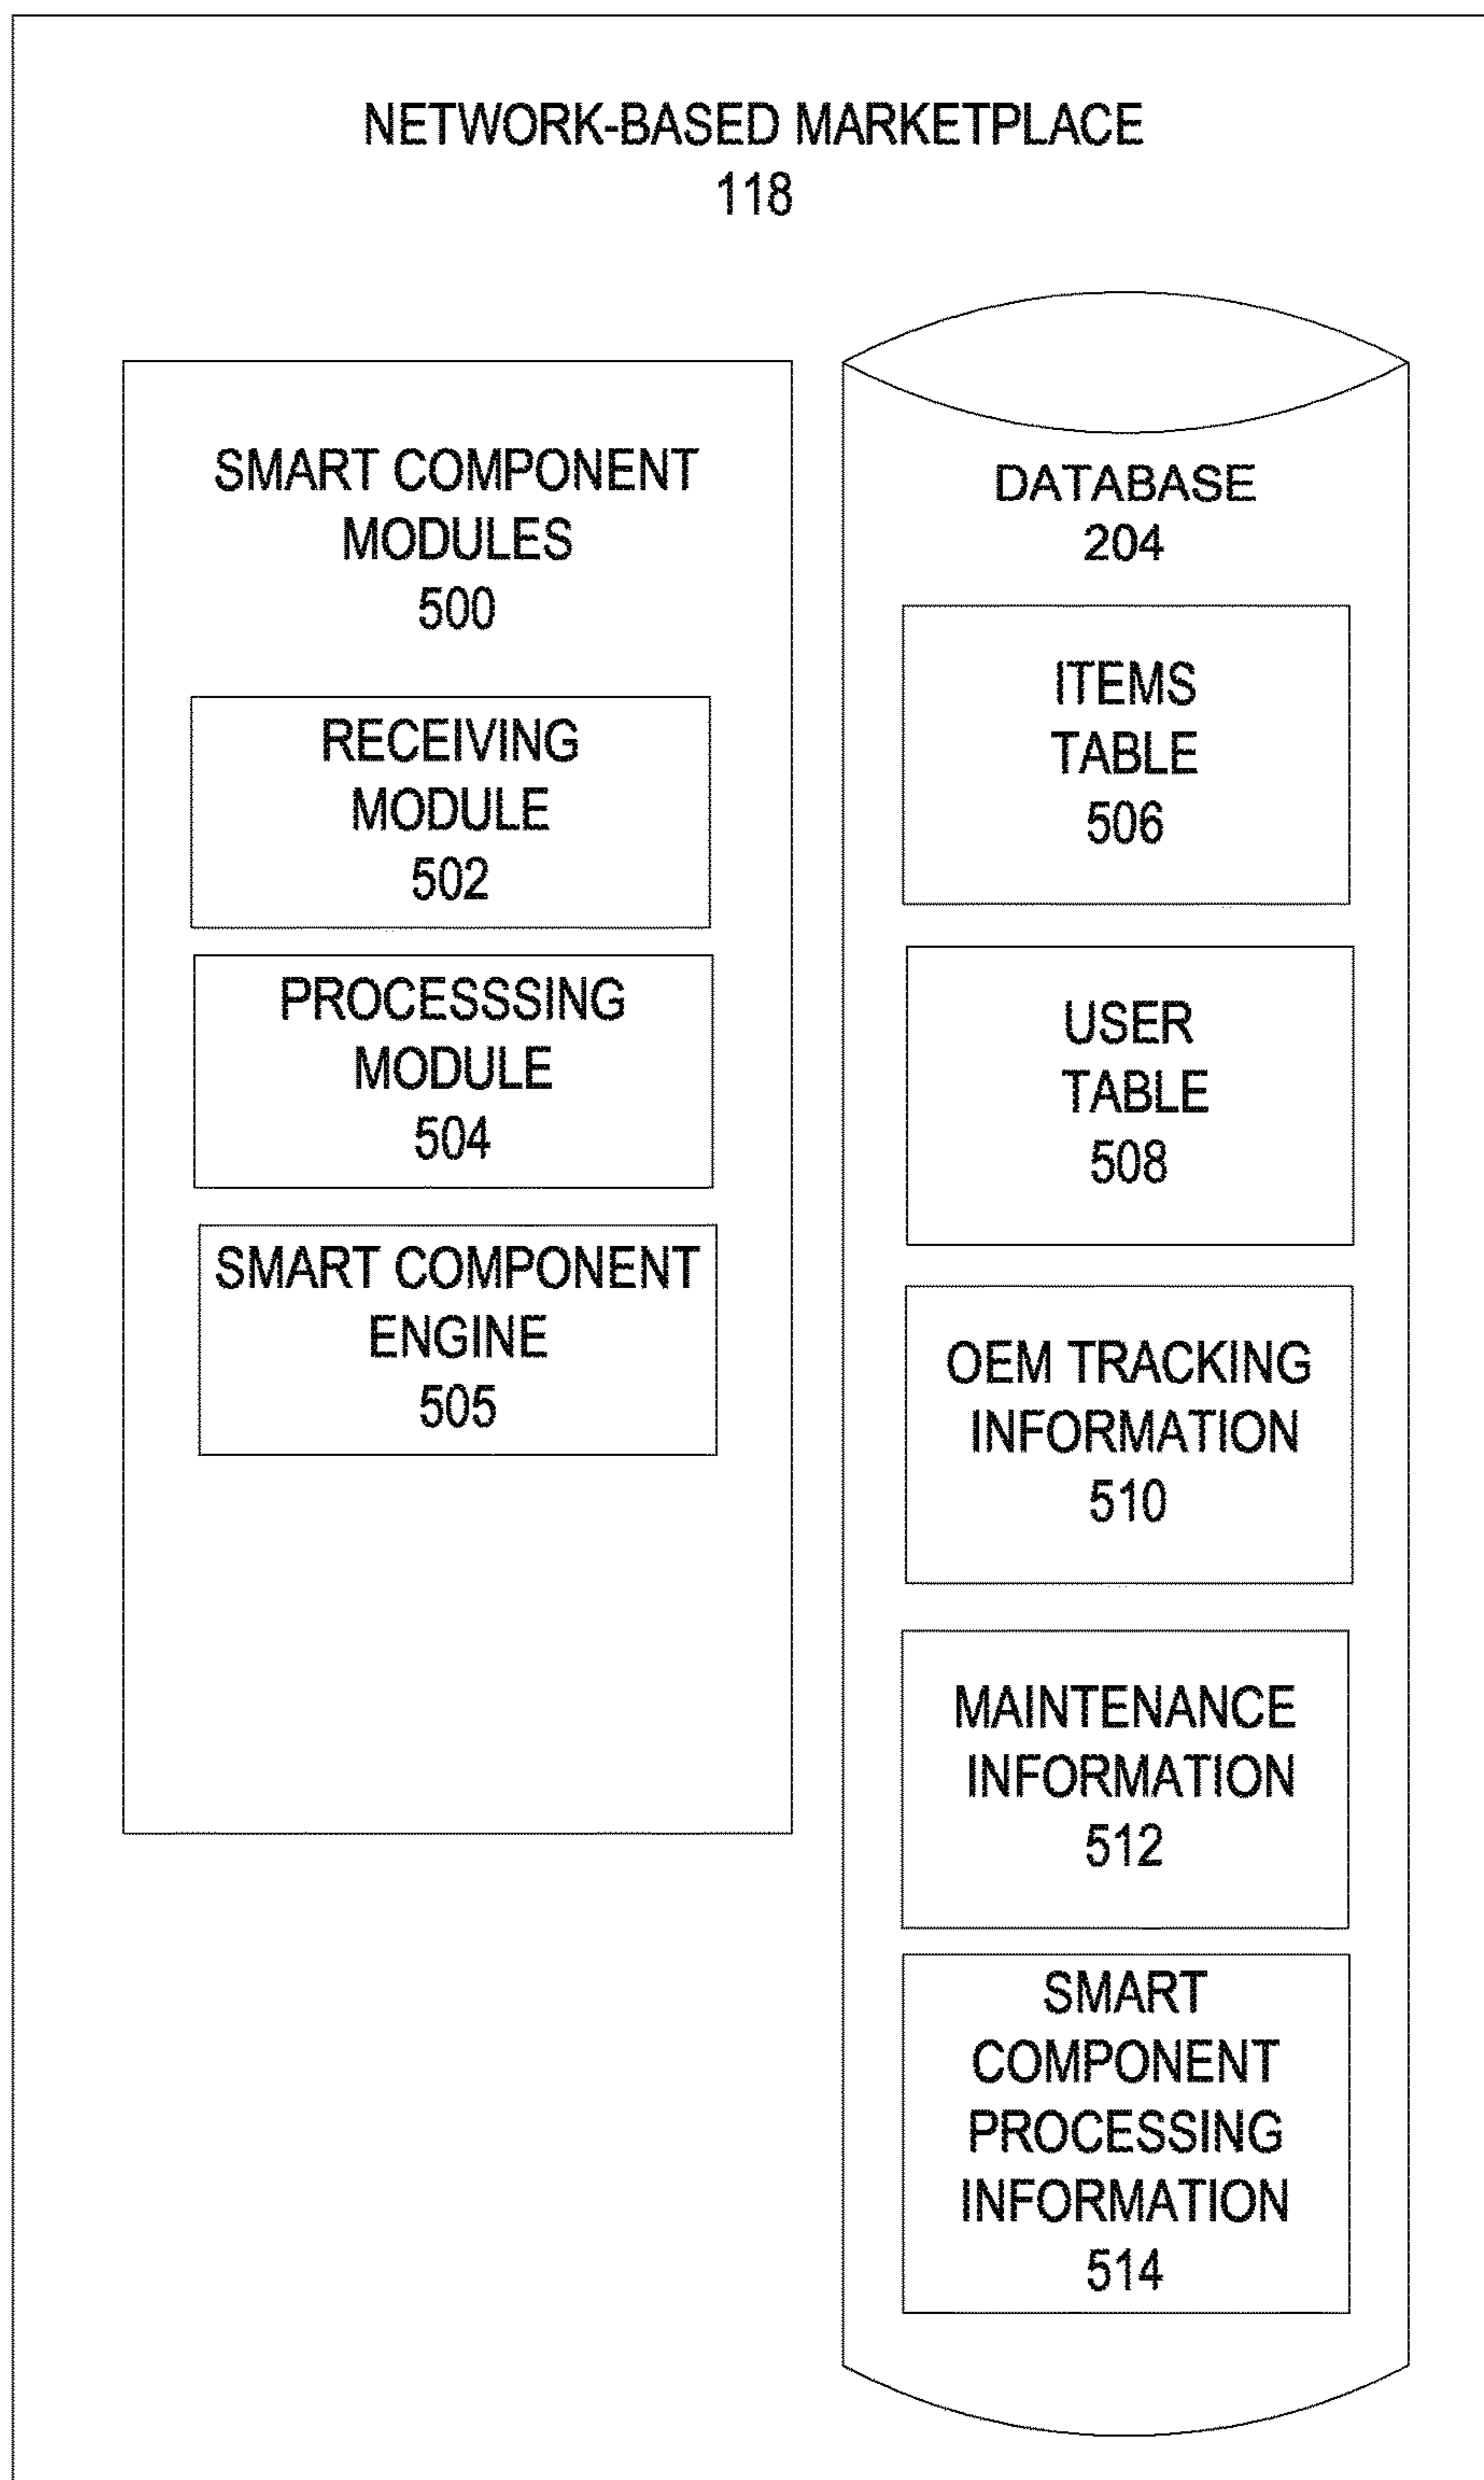 NETWORK-BASED MARKETPLACE
118
SMART COMPONENT
MODULES
500
RECEIVING
MODULE
502
PROCESSSING
MODULE
504
SMART COMPONENT
ENGINE
505
DATABASE
204
ITEMS
TABLE
506
USER
TABLE
508
OEM TRACKING
INFORMATION
510
MAINTENANCE
INFORMATION
512
SMART
COMPONENT
PROCESSING
INFORMATION
514